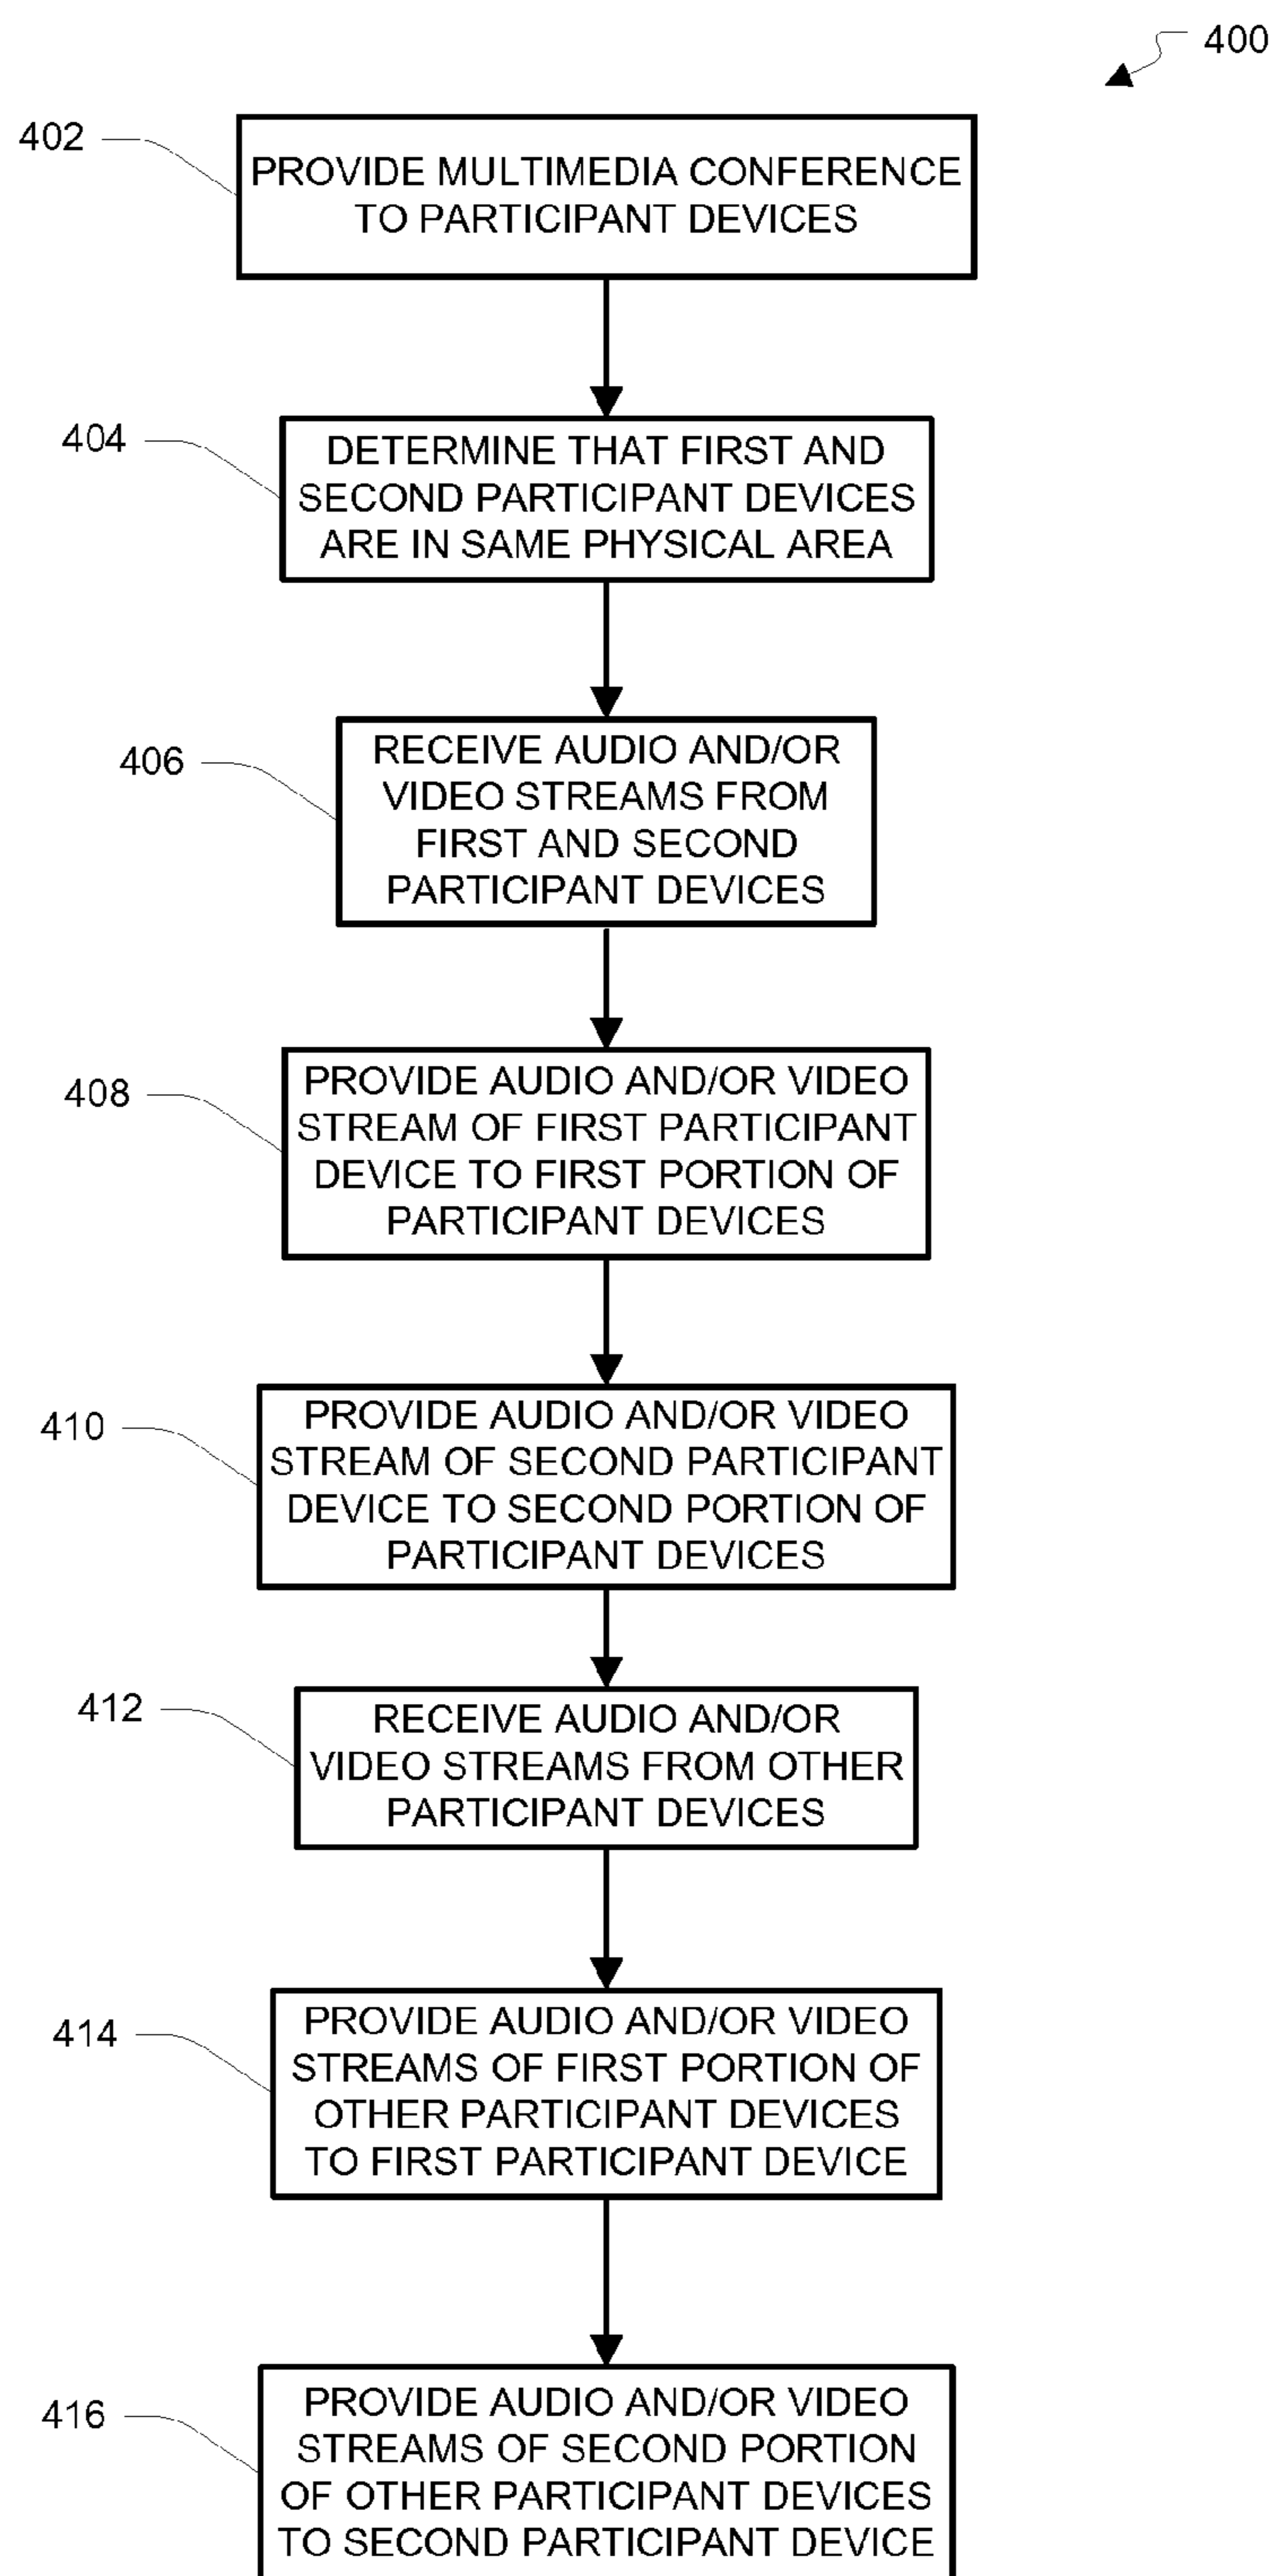 400
402
PROVIDE MULTIMEDIA CONFERENCE
TO PARTICIPANT DEVICES
404
DETERMINE THAT FIRST AND
SECOND PARTICIPANT DEVICES
ARE IN SAME PHYSICAL AREA
406
RECEIVE AUDIO AND/OR
VIDEO STREAMS FROM
FIRST AND SECOND
PARTICIPANT DEVICES
408
PROVIDE AUDIO AND/OR VIDEO
STREAM OF FIRST PARTICIPANT
DEVICE TO FIRST PORTION OF
PARTICIPANT DEVICES
410
PROVIDE AUDIO AND/OR VIDEO
STREAM OF SECOND PARTICIPANT
DEVICE TO SECOND PORTION OF
PARTICIPANT DEVICES
412
RECEIVE AUDIO AND/OR
VIDEO STREAMS FROM OTHER
PARTICIPANT DEVICES
414
PROVIDE AUDIO AND/OR VIDEO
STREAMS OF FIRST PORTION OF
OTHER PARTICIPANT DEVICES
TO FIRST PARTICIPANT DEVICE
416
PROVIDE AUDIO AND/OR VIDEO
STREAMS OF SECOND PORTION
OF OTHER PARTICIPANT DEVICES
TO SECOND PARTICIPANT DEVICE